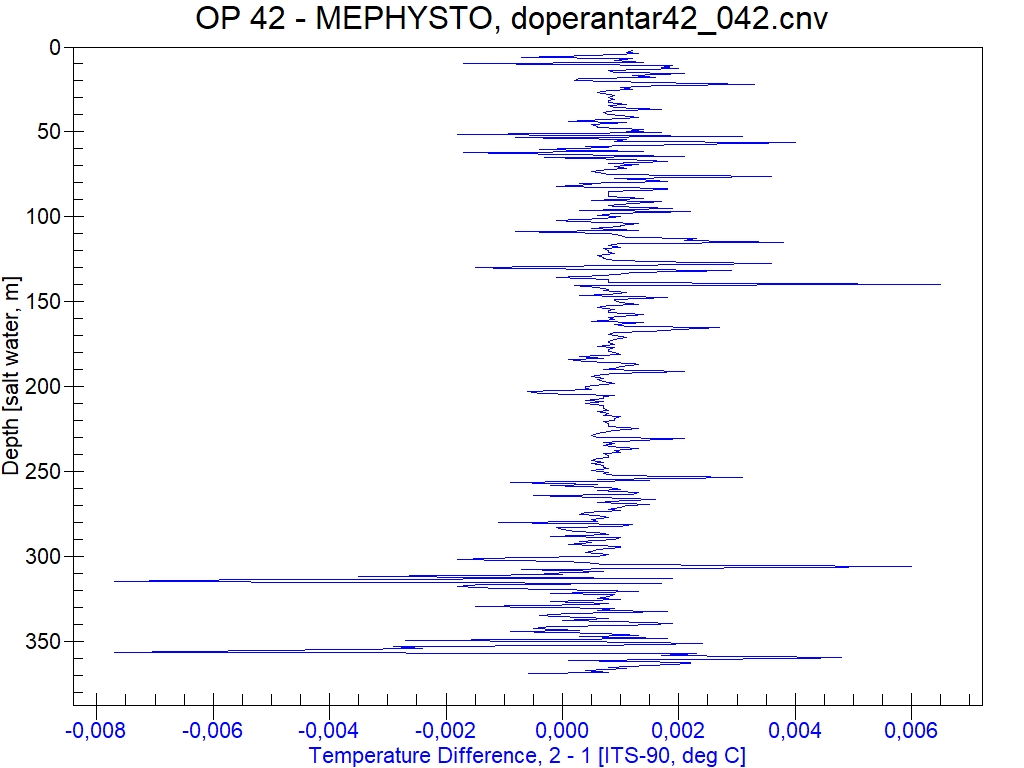 OP 42 - MEPHYSTO, doperantar42_042.cnv
0
50
100
150
200
250
300
350
Depth [salt water, m]
-0,008 -0,006 -0,004 -0,002 0,000 0,002 0,004 0,006
Temperature Difference, 2 - 1 [ITS-90, deg C]